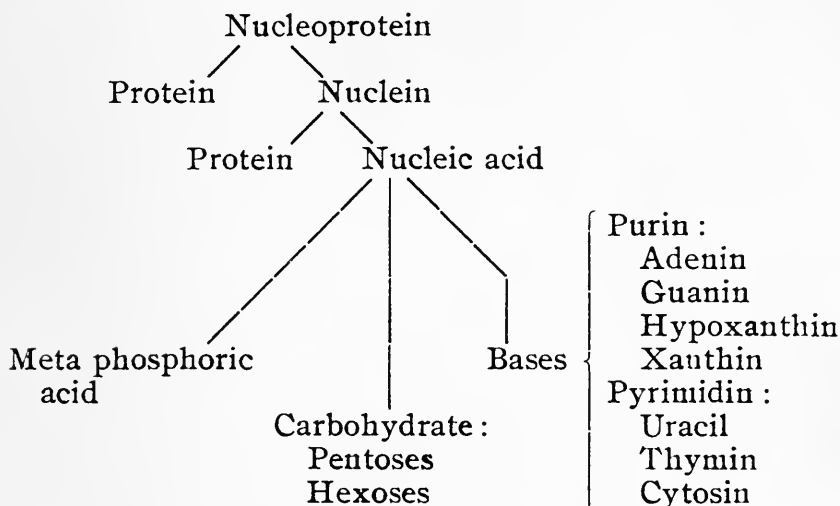 Nucleoprotein
Protein Nuclein
Protein Nucleic acid
Meta phosphoric
acid
Carbohydrate :
Pentoses
Hexoses
Bases
Purin :
Adenin
Guanin
Hypoxanthin
Xanthin
Pyrimidin :
Uracil
Thymin
Cytosin